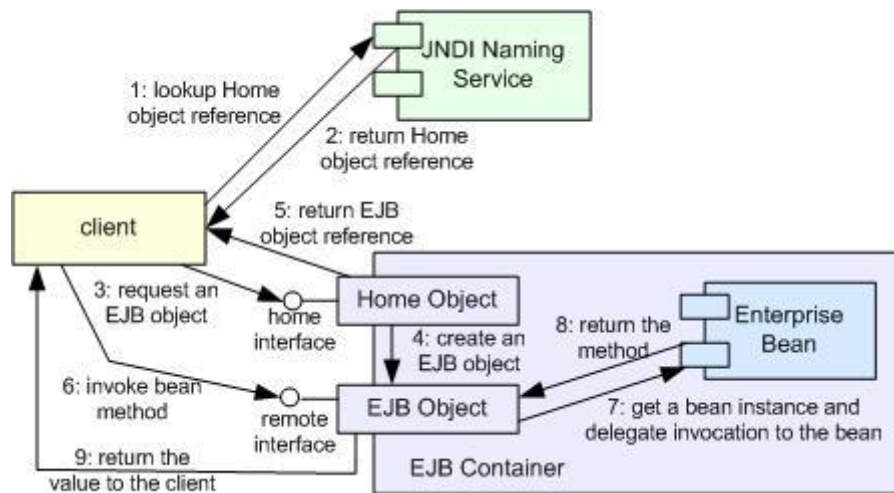 JNDI Naming
Service
1: lookup Home
object reference
2: return Home
object reference
client
5: return EJB
object reference
3: request an
EJB object
home
interface
Home Object
4: create an
EJB object
8: return the
method
Enterprise
Bean
6: invoke bean
method
remote
interface
EJB Object
7: get a bean instance and
delegate invocation to the bean
9: return the
value to the client
EJB Container